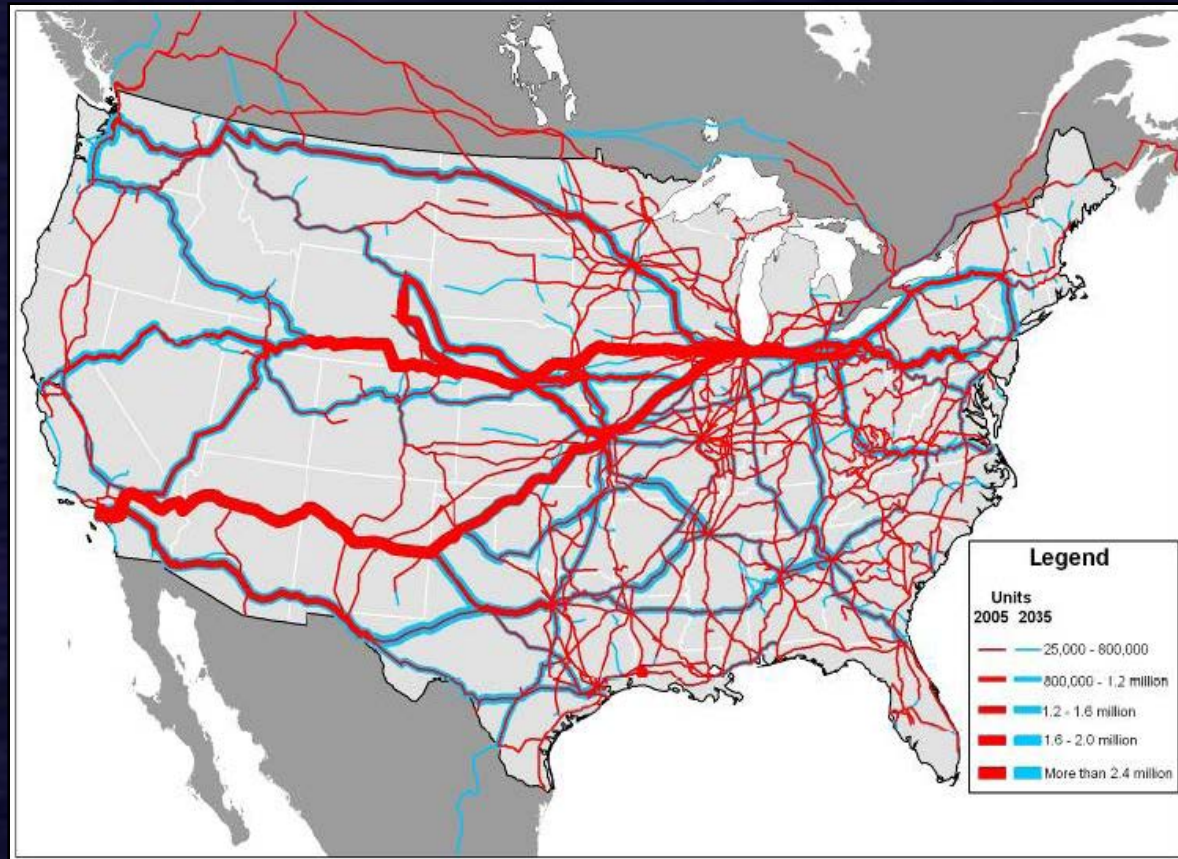 Legend
Units
2005 2035
25,000 - 800,000
800,000 - 1.2 million
1.2 - 1.6 million
1.6 - 2.0 million
More than 2.4 million